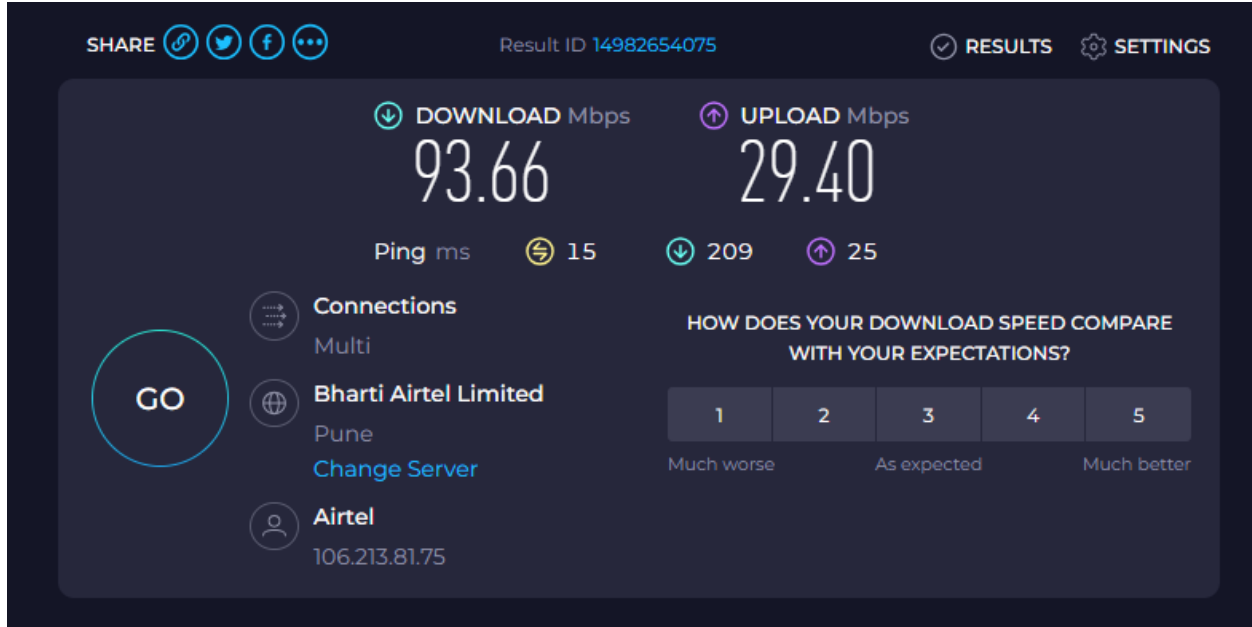 SHARE Result ID 14982654075 RESULTS SETTINGS
DOWNLOAD Mbps UPLOAD Mbps
93.66 29.40
Ping ms 15 209 25
Connections
Multi
HOW DOES YOUR DOWNLOAD SPEED COMPARE
WITH YOUR EXPECTATIONS?
GO
Bharti Airtel Limited
Pune
Change Server
1 2 3 4 5
Much worse As expected Much better
Airtel
106.213.81.75